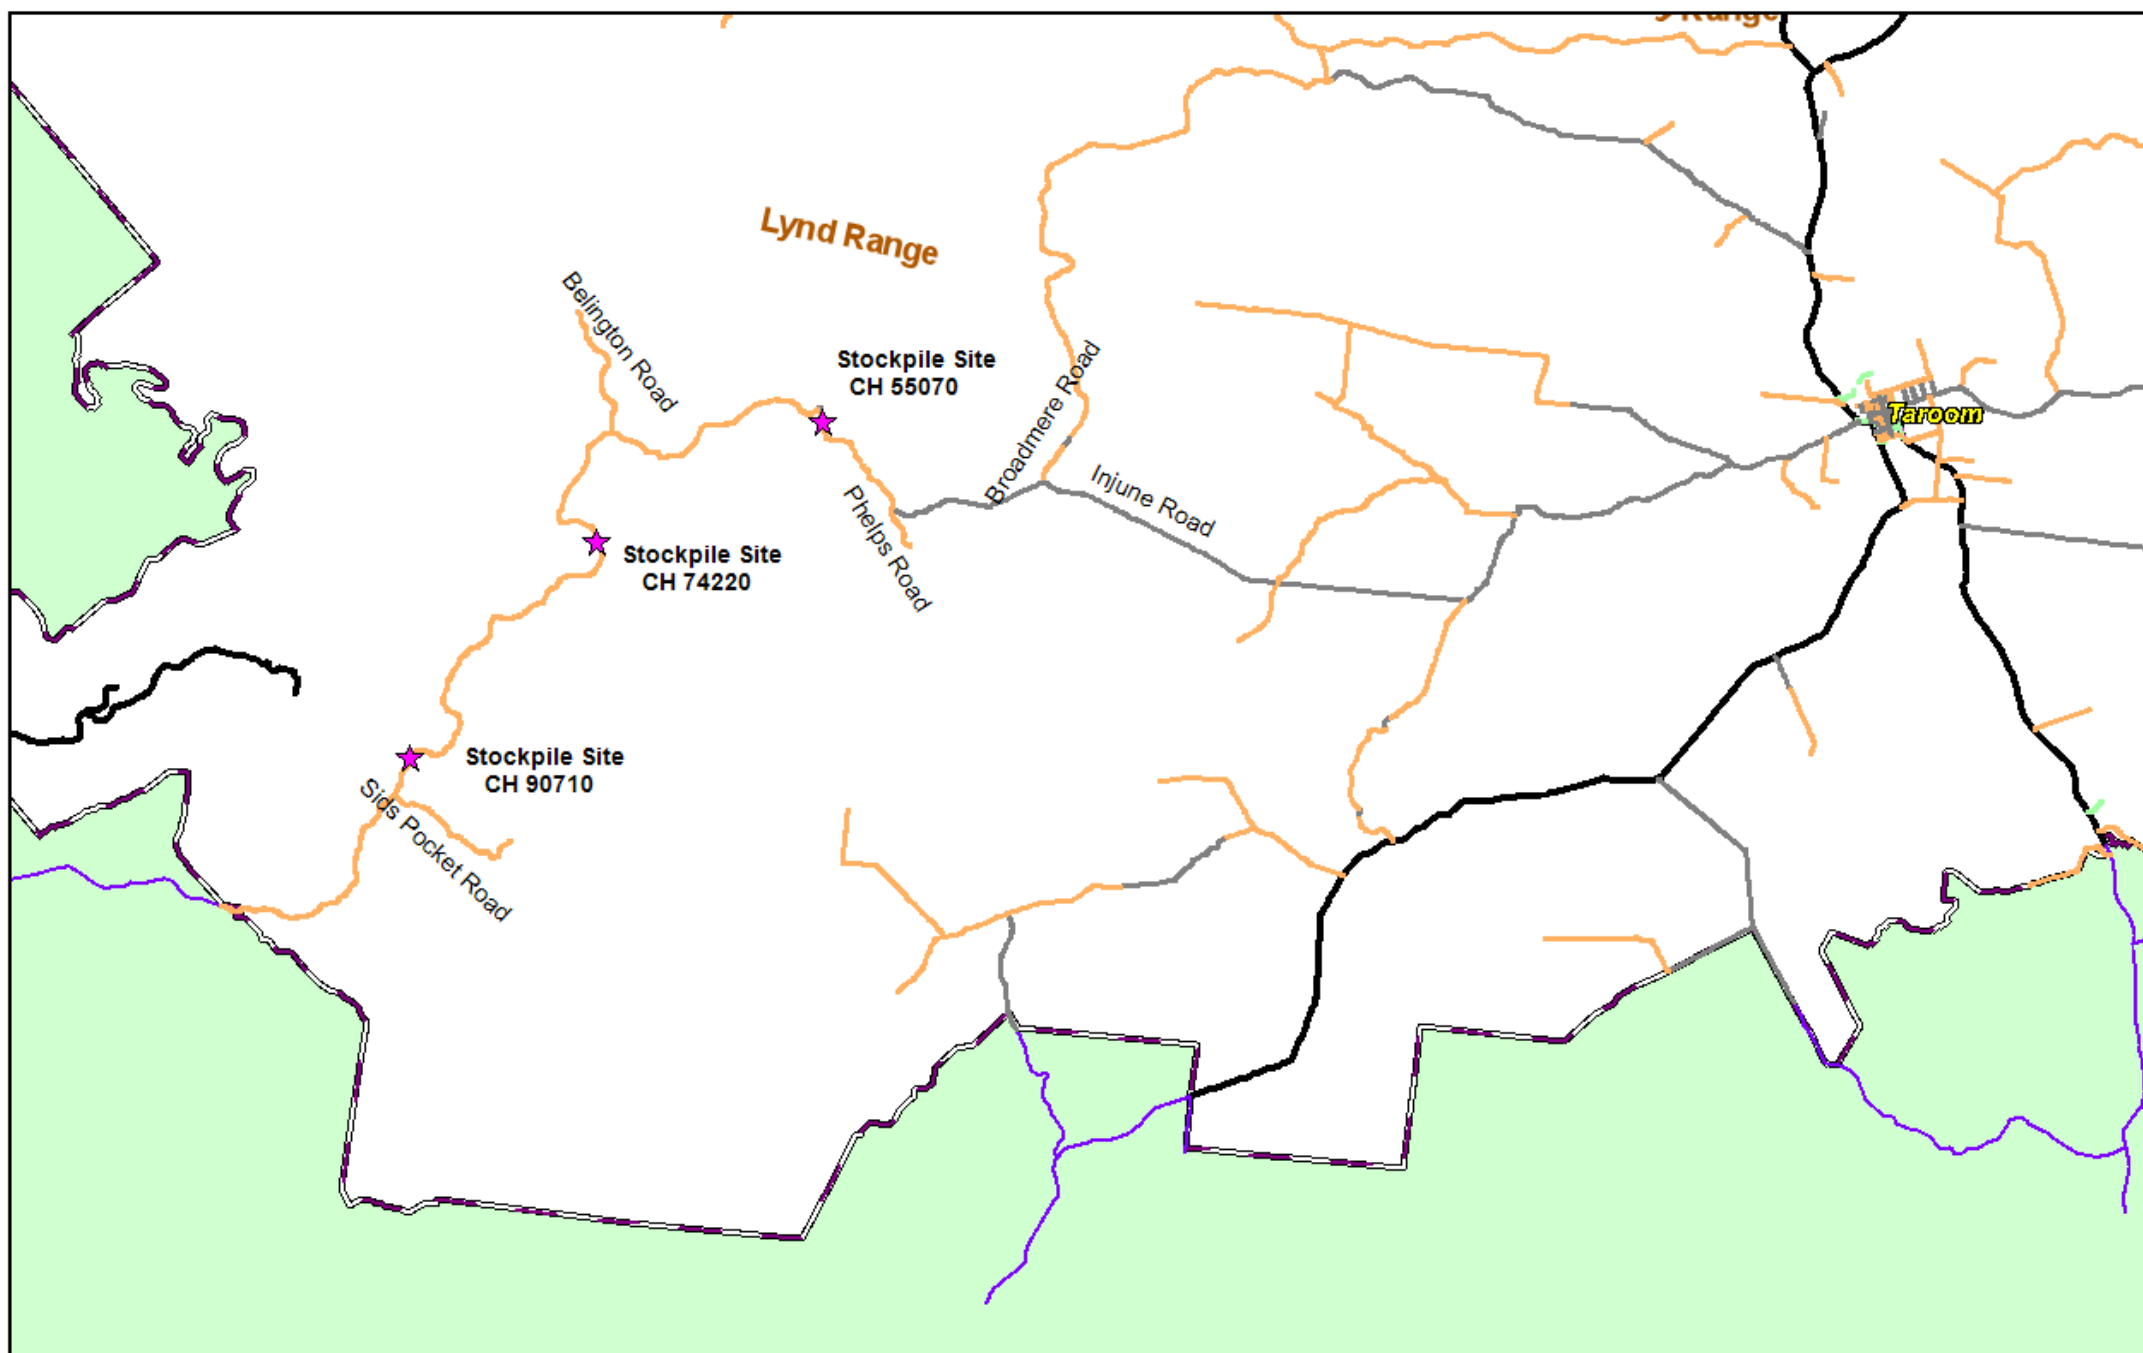 Range
Lynd Range
Belington Road
Stockpile Site
CH 55070
Broadmere Road
Taroom
Injune Road
Phelps Road
Stockpile Site
CH 74220
Stockpile Site
CH 90710
Sids Pocket Road